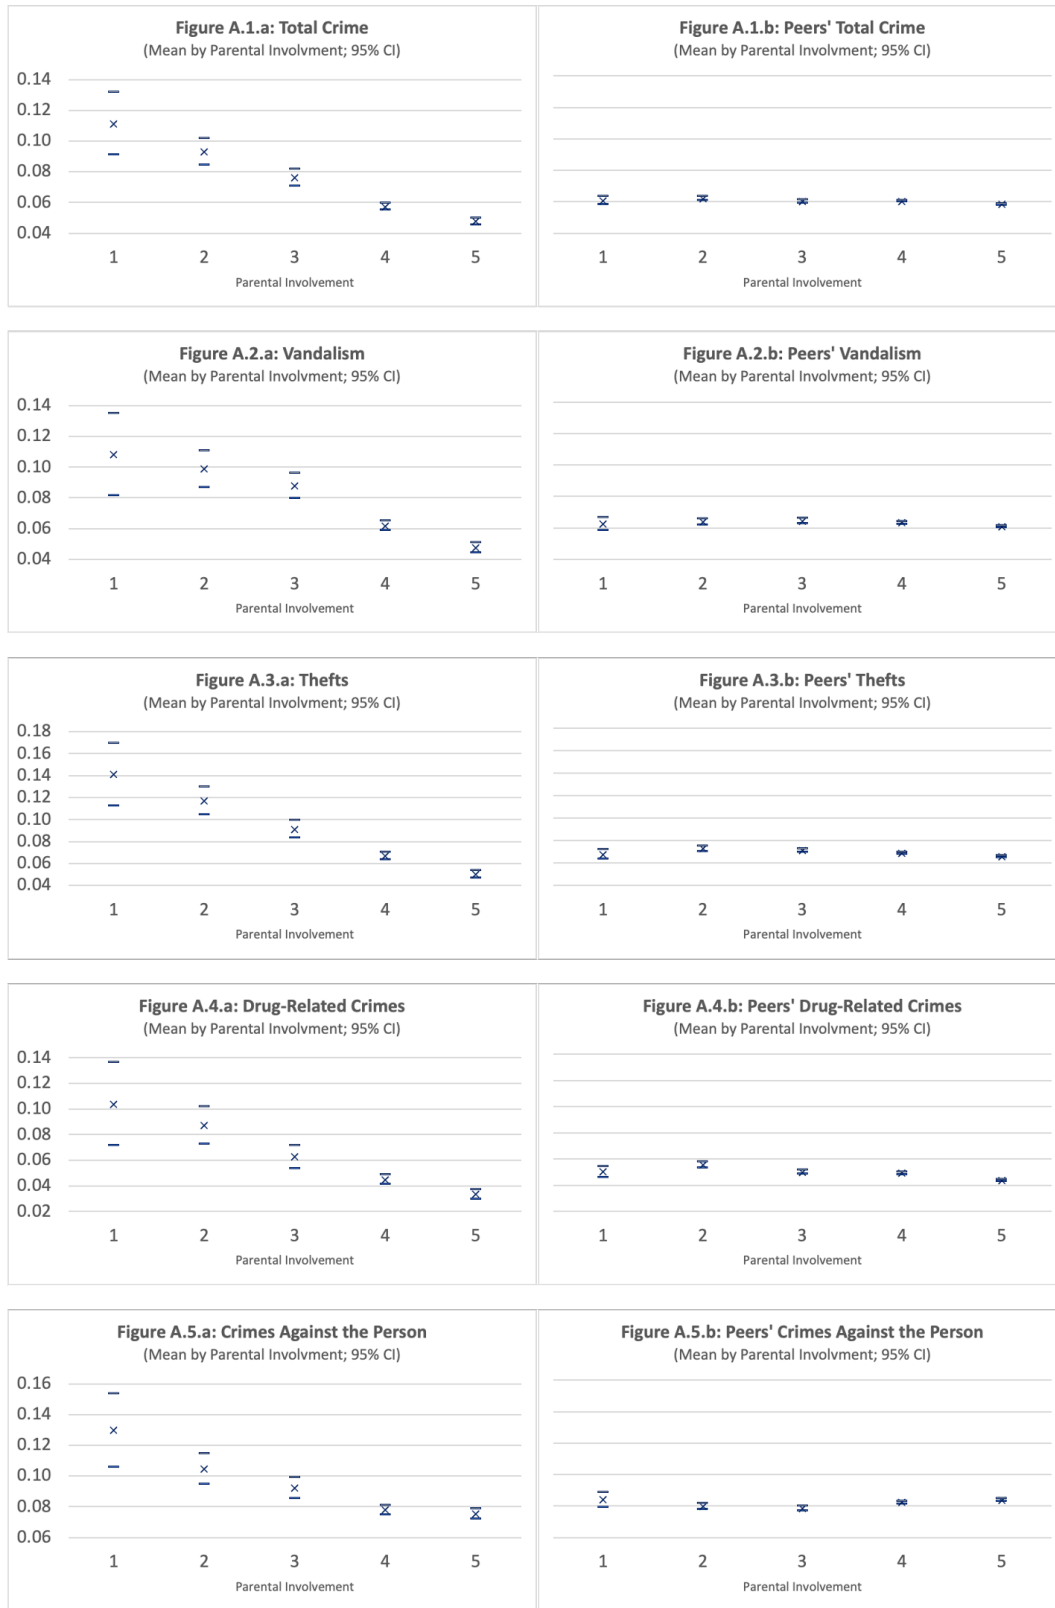 Figure A.1.a: Total Crime
(Mean by Parental Involvment; 95% CI)
0.14
0.12
0.10
0.08
0.06
0.04
1 2 3 4 5
Parental Involvement
Figure A.1.b: Peers' Total Crime
(Mean by Parental Involvment; 95% CI)
1 2 3 4 5
Parental Involvement
Figure A.2.a: Vandalism
(Mean by Parental Involvment; 95% CI)
0.14
0.12
0.10
0.08
0.06
0.04
1 2 3 4 5
Parental Involvement
Figure A.2.b: Peers' Vandalism
(Mean by Parental Involvment; 95% CI)
1 2 3 4 5
Parental Involvement
Figure A.3.a: Thefts
(Mean by Parental Involvment; 95% CI)
0.18
0.16
0.14
0.12
0.10
0.08
0.06
0.04
1 2 3 4 5
Parental Involvement
Figure A.3.b: Peers' Thefts
(Mean by Parental Involvment; 95% CI)
1 2 3 4 5
Parental Involvement
Figure A.4.a: Drug-Related Crimes
(Mean by Parental Involvment; 95% CI)
0.14
0.12
0.10
0.08
0.06
0.04
0.02
1 2 3 4 5
Parental Involvement
Figure A.4.b: Peers' Drug-Related Crimes
(Mean by Parental Involvment; 95% CI)
1 2 3 4 5
Parental Involvement
Figure A.5.a: Crimes Against the Person
(Mean by Parental Involvment; 95% CI)
0.16
0.14
0.12
0.10
0.08
0.06
1 2 3 4 5
Parental Involvement
Figure A.5.b: Peers' Crimes Against the Person
(Mean by Parental Involvment; 95% CI)
1 2 3 4 5
Parental Involvement